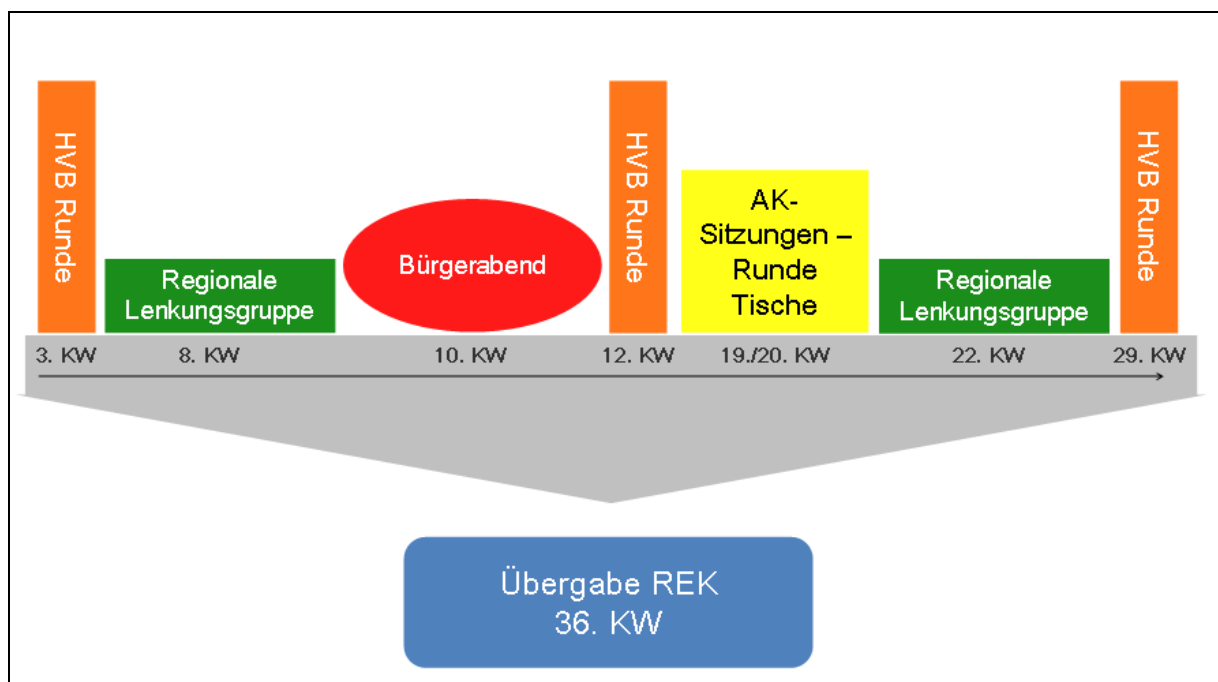 HVB Runde
Regionale
Lenkungsgruppe
Bürgerabend
HVB Runde
AK-
Sitzungen –
Runde
Tische
Regionale
Lenkungsgruppe
HVB Runde
3. KW
8. KW
10. KW
12. KW
19./20. KW
22. KW
29. KW
Übergabe REK
36. KW